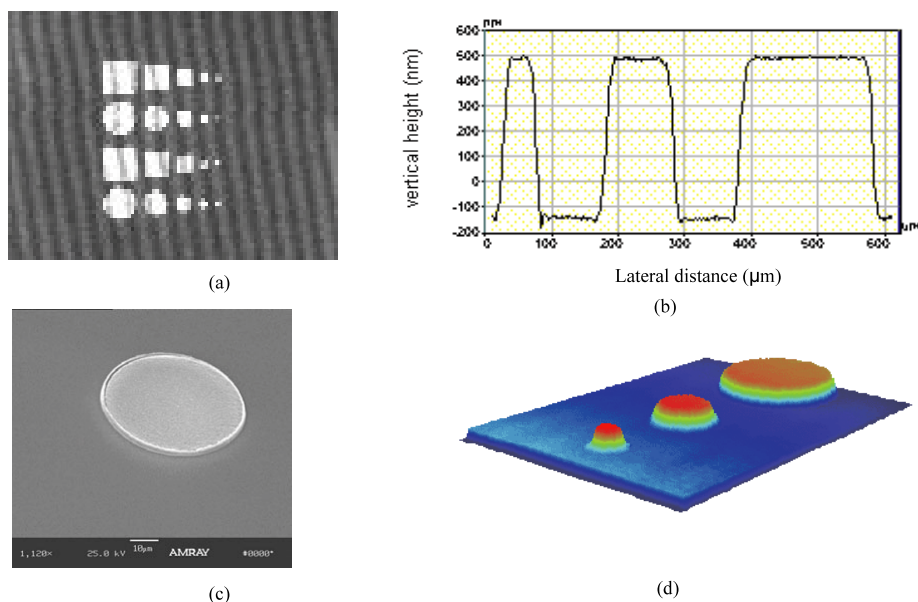 (a)
nm
600
500
400
300
200
100
0
-100
-200
vertical height (nm)
0 100 200 300 400 500 600
µm
Lateral distance (µm)
(b)
1,120× 25.0 kV 10µm AMRAY #0000*
(c)
(d)